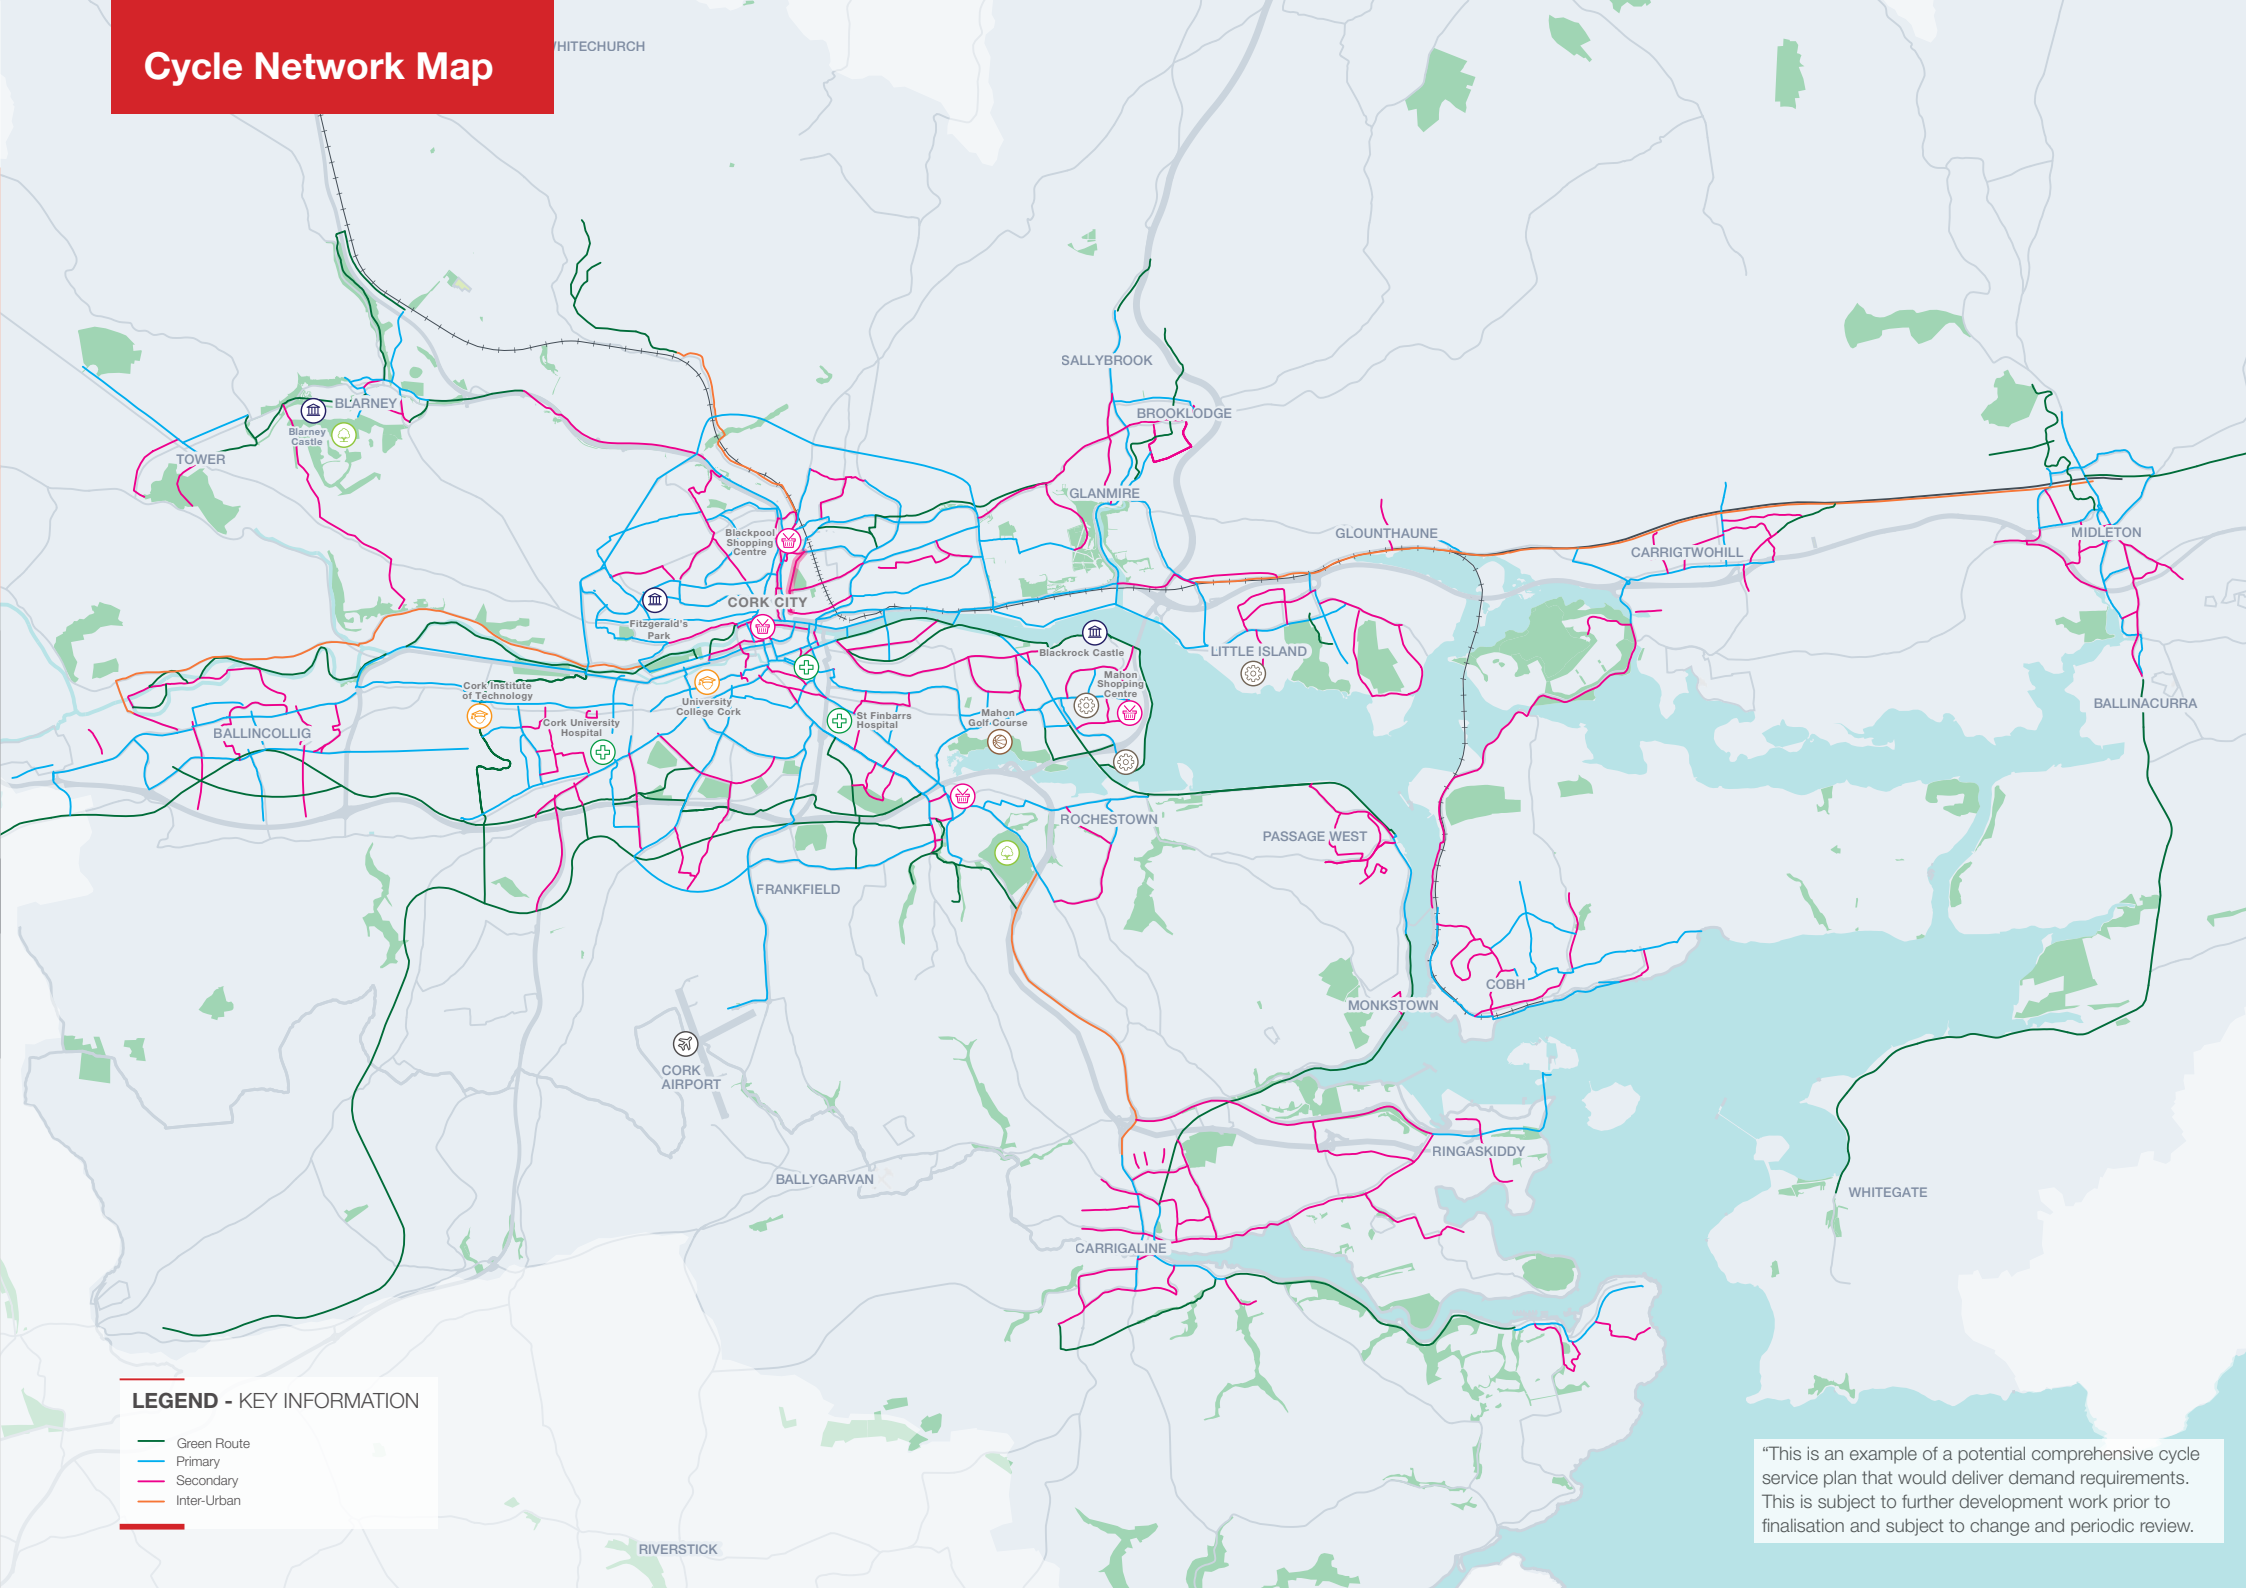 Cycle Network Map
HITECHURCH
SALLYBROOK
BLARNEY
BROOKLODGE
Blarney
Castle
TOWER
GLANMIRE
Blackpool
Shopping
Centre
GLOUNTHAUNE
CARRIGTWOHILL
MIDLETON
CORK CITY
Fitzgerald's
Park
Blackrock Castle
LITTLE ISLAND
Mahon
Shopping
Centre
Cork Institute
of Technology
University
College Cork
Cork University
Hospital
St Finbarrs
Hospital
Mahon
Golf Course
BALLINCOLLIG
BALLINACURRA
ROCHESTOWN
PASSAGE WEST
FRANKFIELD
COBH
MONKSTOWN
CORK
AIRPORT
RINGASKIDDY
BALLYGARVAN
WHITEGATE
CARRIGALINE
LEGEND - KEY INFORMATION
Green Route
Primary
Secondary
Inter-Urban
“This is an example of a potential comprehensive cycle
service plan that would deliver demand requirements.
This is subject to further development work prior to
finalisation and subject to change and periodic review.
RIVERSTICK